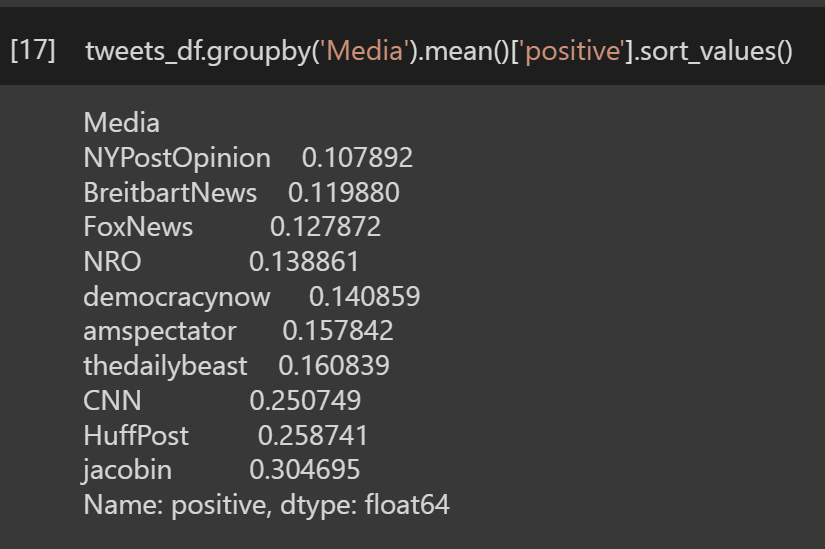 [17] tweets_df.groupby('Media').mean()['positive'].sort_values()
Media
NYPostOpinion 0.107892
BreitbartNews 0.119880
FoxNews 0.127872
NRO 0.138861
democracynow 0.140859
amspectator 0.157842
thedailybeast 0.160839
CNN 0.250749
HuffPost 0.258741
jacobin 0.304695
Name: positive, dtype: float64